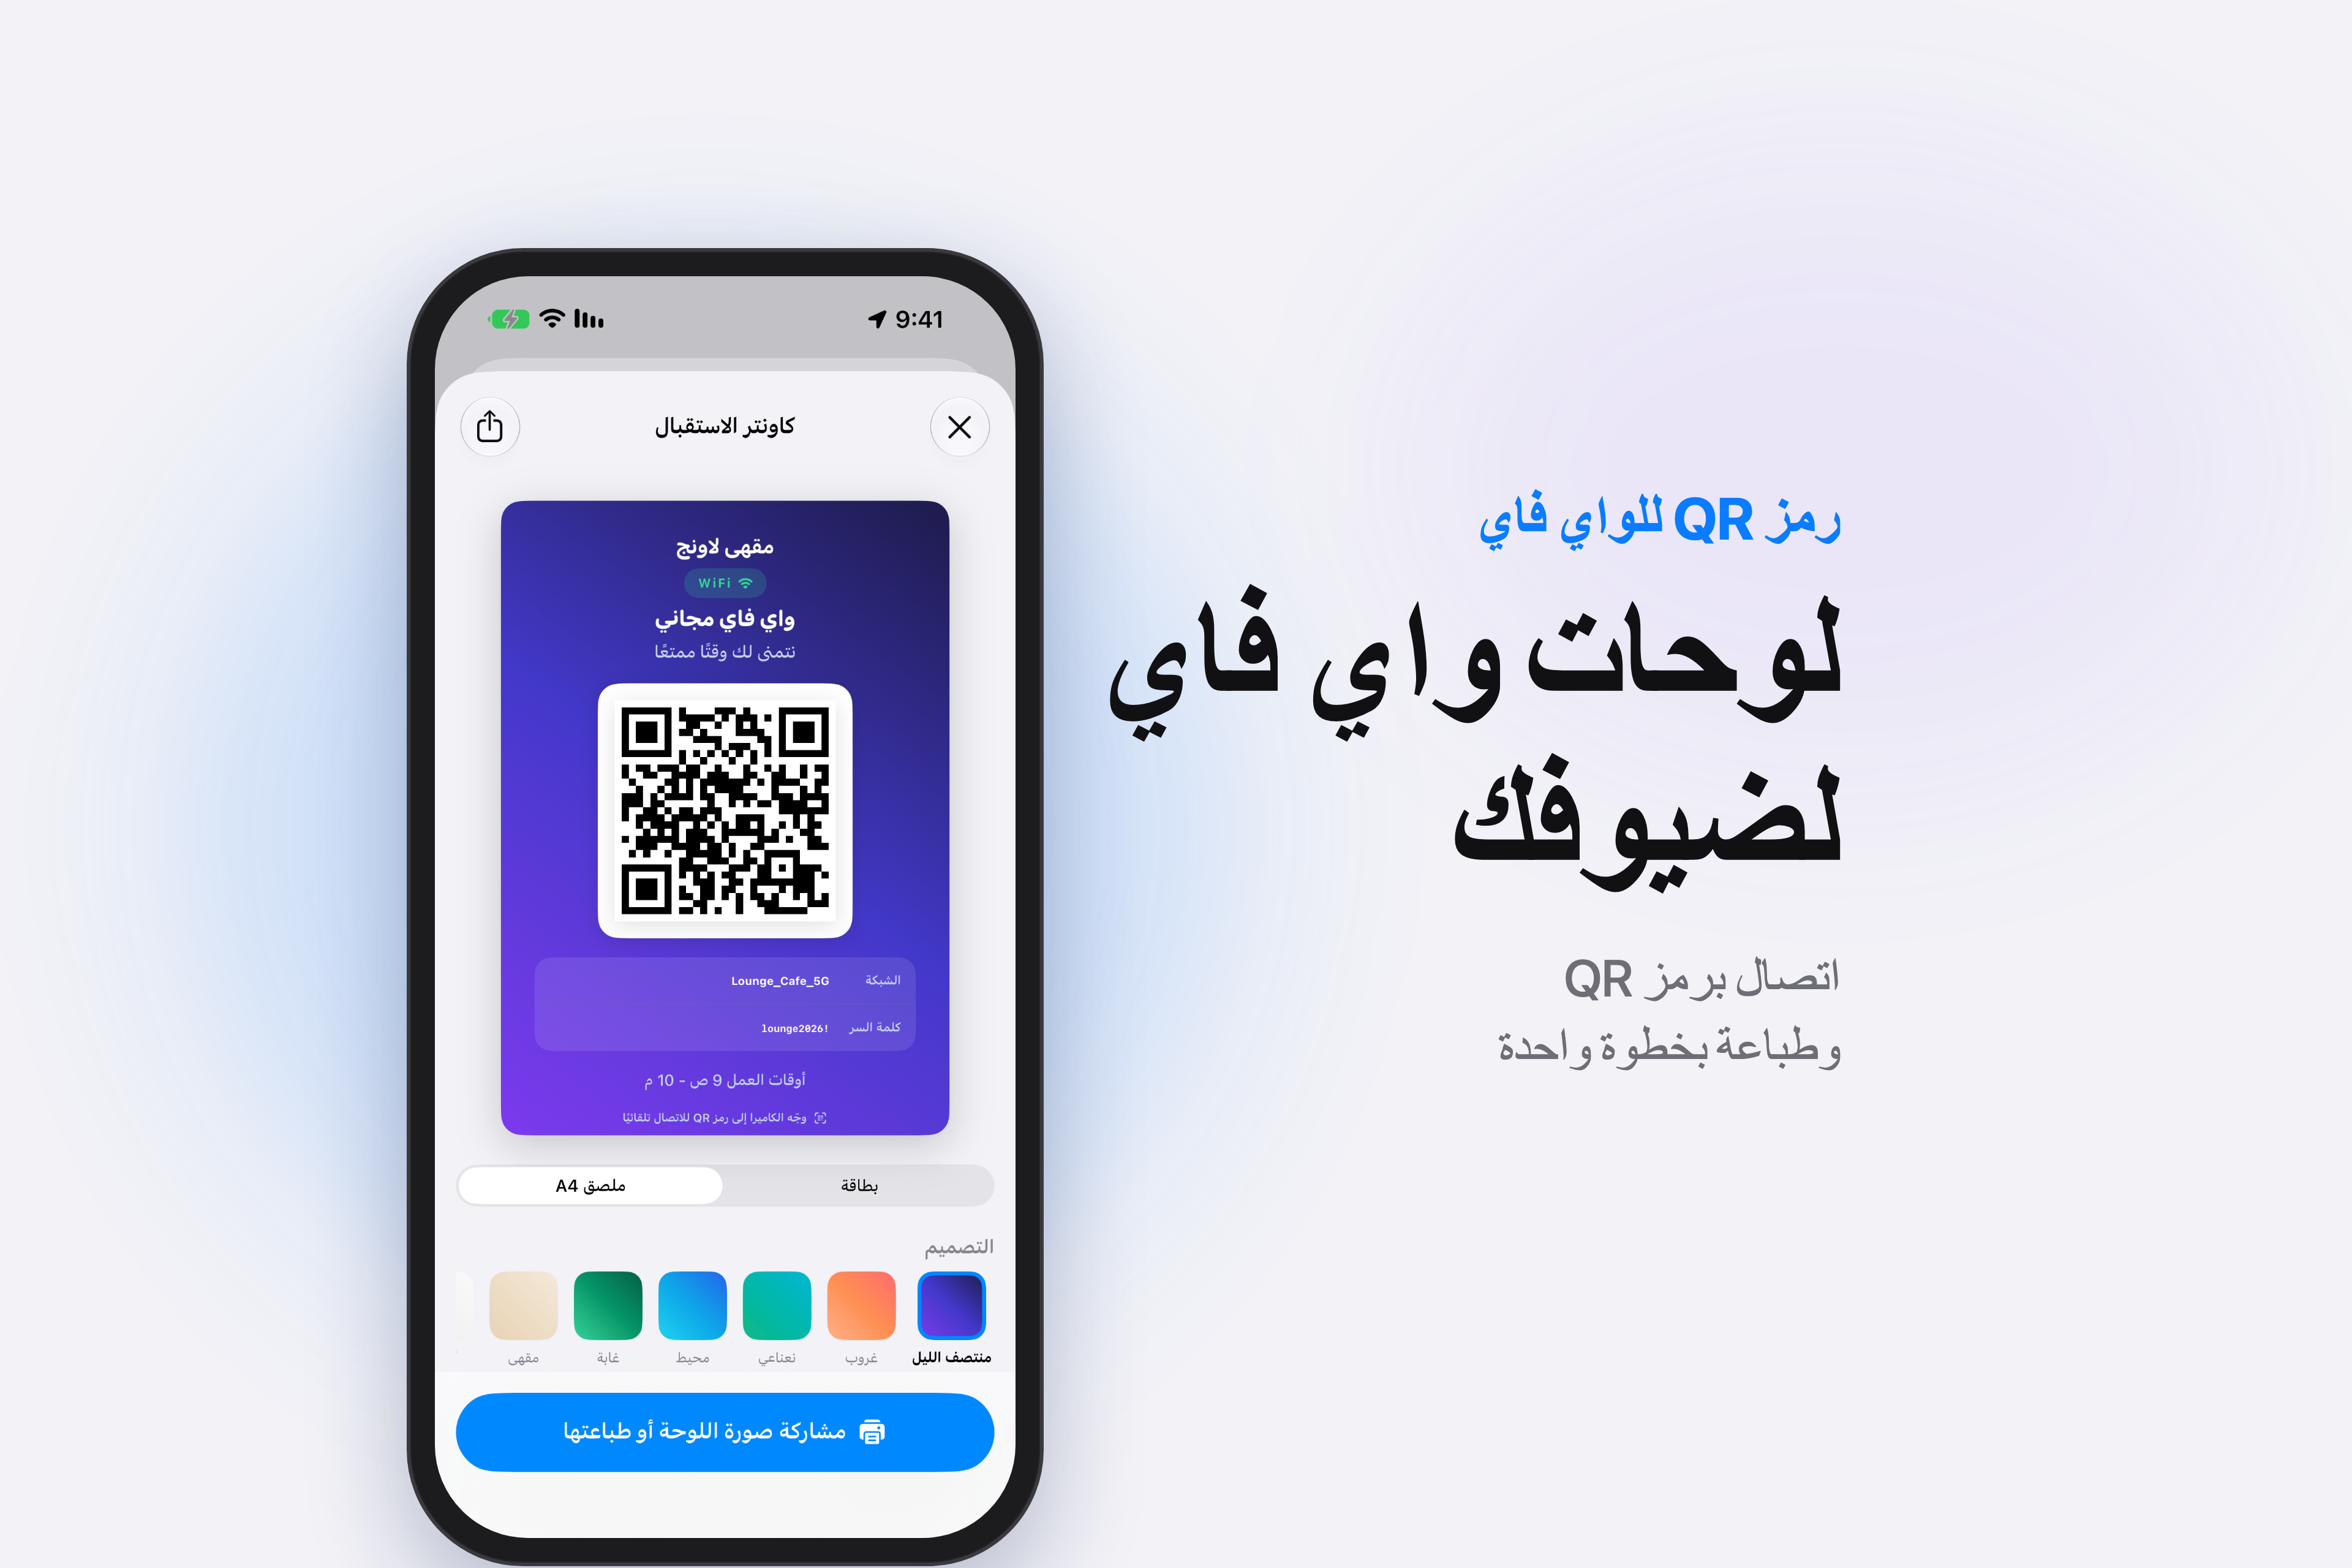 رمز QR للواي فاي
لوحات واي فاي
لضيوفك
اتصال برمز QR
وطباعة بخطوة واحدة
9:41
كاونتر الاستقبال
مقهى لاونج
WiFi
واي فاي مجاني
نتمنى لك وقتًا ممتعًا
الشبكة Lounge_Cafe_5G
كلمة السر lounge2026!
أوقات العمل 9 ص - 10 م
وجّه الكاميرا إلى رمز QR للاتصال تلقائيًا
بطاقة ملصق A4
التصميم
منتصف الليل غروب نعناعي محيط غابة مقهى
مشاركة صورة اللوحة أو طباعتها